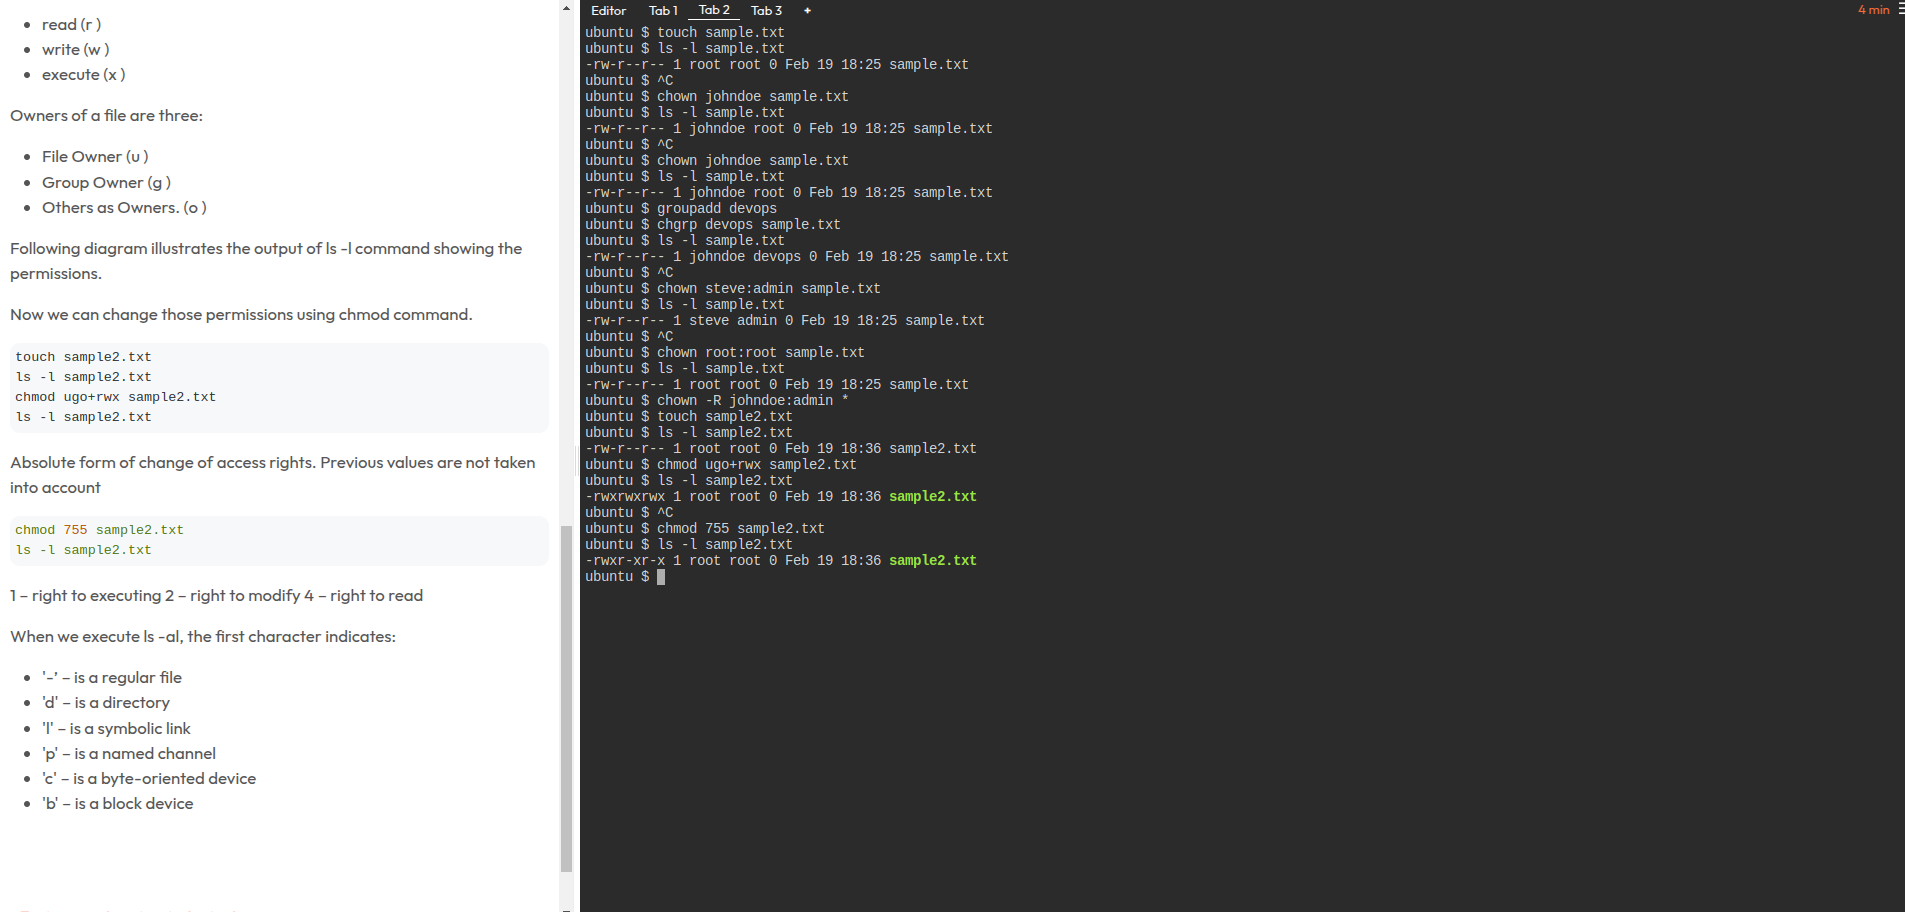 read (r )
write (w )
execute (x )
Owners of a file are three:
File Owner (u )
Group Owner (g )
Others as Owners. (o )
Following diagram illustrates the output of ls -l command showing the
permissions.
Now we can change those permissions using chmod command.
touch sample2.txt
ls -l sample2.txt
chmod ugo+rwx sample2.txt
ls -l sample2.txt
Absolute form of change of access rights. Previous values are not taken
into account
chmod 755 sample2.txt
ls -l sample2.txt
1 – right to executing 2 – right to modify 4 – right to read
When we execute ls -al, the first character indicates:
'-’ – is a regular file
'd' – is a directory
'l' – is a symbolic link
'p' – is a named channel
'c' – is a byte-oriented device
'b' – is a block device
Editor Tab 1 Tab 2 Tab 3 + 4 min
ubuntu $ touch sample.txt
ubuntu $ ls -l sample.txt
-rw-r--r-- 1 root root 0 Feb 19 18:25 sample.txt
ubuntu $ ^C
ubuntu $ chown johndoe sample.txt
ubuntu $ ls -l sample.txt
-rw-r--r-- 1 johndoe root 0 Feb 19 18:25 sample.txt
ubuntu $ ^C
ubuntu $ chown johndoe sample.txt
ubuntu $ ls -l sample.txt
-rw-r--r-- 1 johndoe root 0 Feb 19 18:25 sample.txt
ubuntu $ groupadd devops
ubuntu $ chgrp devops sample.txt
ubuntu $ ls -l sample.txt
-rw-r--r-- 1 johndoe devops 0 Feb 19 18:25 sample.txt
ubuntu $ ^C
ubuntu $ chown steve:admin sample.txt
ubuntu $ ls -l sample.txt
-rw-r--r-- 1 steve admin 0 Feb 19 18:25 sample.txt
ubuntu $ ^C
ubuntu $ chown root:root sample.txt
ubuntu $ ls -l sample.txt
-rw-r--r-- 1 root root 0 Feb 19 18:25 sample.txt
ubuntu $ chown -R johndoe:admin *
ubuntu $ touch sample2.txt
ubuntu $ ls -l sample2.txt
-rw-r--r-- 1 root root 0 Feb 19 18:36 sample2.txt
ubuntu $ chmod ugo+rwx sample2.txt
ubuntu $ ls -l sample2.txt
-rwxrwxrwx 1 root root 0 Feb 19 18:36 sample2.txt
ubuntu $ ^C
ubuntu $ chmod 755 sample2.txt
ubuntu $ ls -l sample2.txt
-rwxr-xr-x 1 root root 0 Feb 19 18:36 sample2.txt
ubuntu $